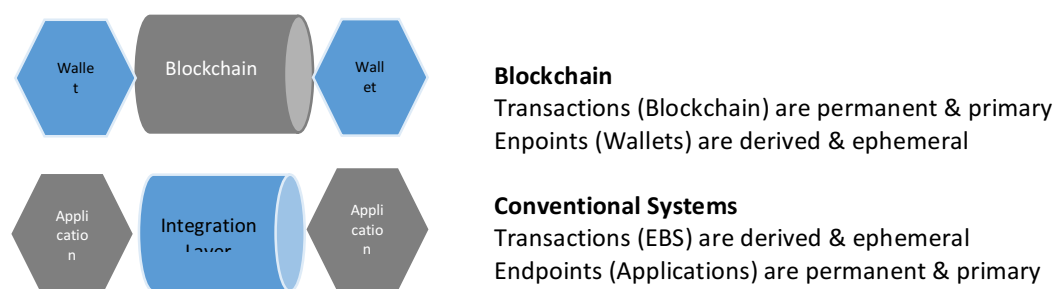 Walle
t
Blockchain
Wall
et
Blockchain
Transactions (Blockchain) are permanent & primary
Enpoints (Wallets) are derived & ephemeral
Appli
catio
n
Integration
Layer
Appli
catio
n
Conventional Systems
Transactions (EBS) are derived & ephemeral
Endpoints (Applications) are permanent & primary